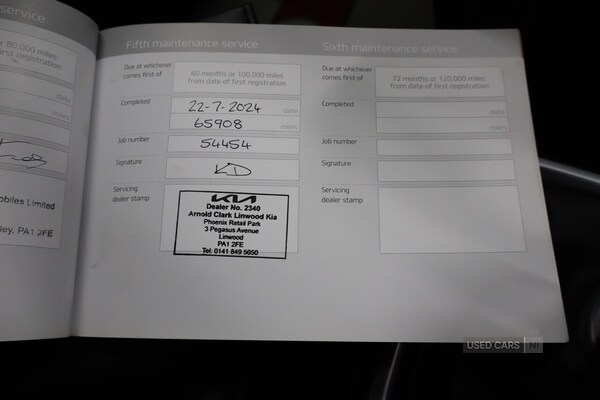 service
80,000 miles
first registration
date
miles
obiles Limited
ley, PA1 2FE
Fifth maintenance service
Due at whichever comes first of
60 months or 100,000 miles
from date of first registration
Completed
22-7-2024 date
65908 miles
Job number
54454
Signature
KD
Servicing
dealer stamp
KIA
Dealer No. 2340
Arnold Clark Linwood Kia
Phoenix Retail Park
3 Pegasus Avenue
Linwood
PA1 2FE
Tel: 0141 849 5050
Sixth maintenance service
Due at whichever
comes first of
72 months or 120,000 miles
from date of first registration
Completed
date
miles
Job number
Signature
Servicing
dealer stamp
USED CARS NI